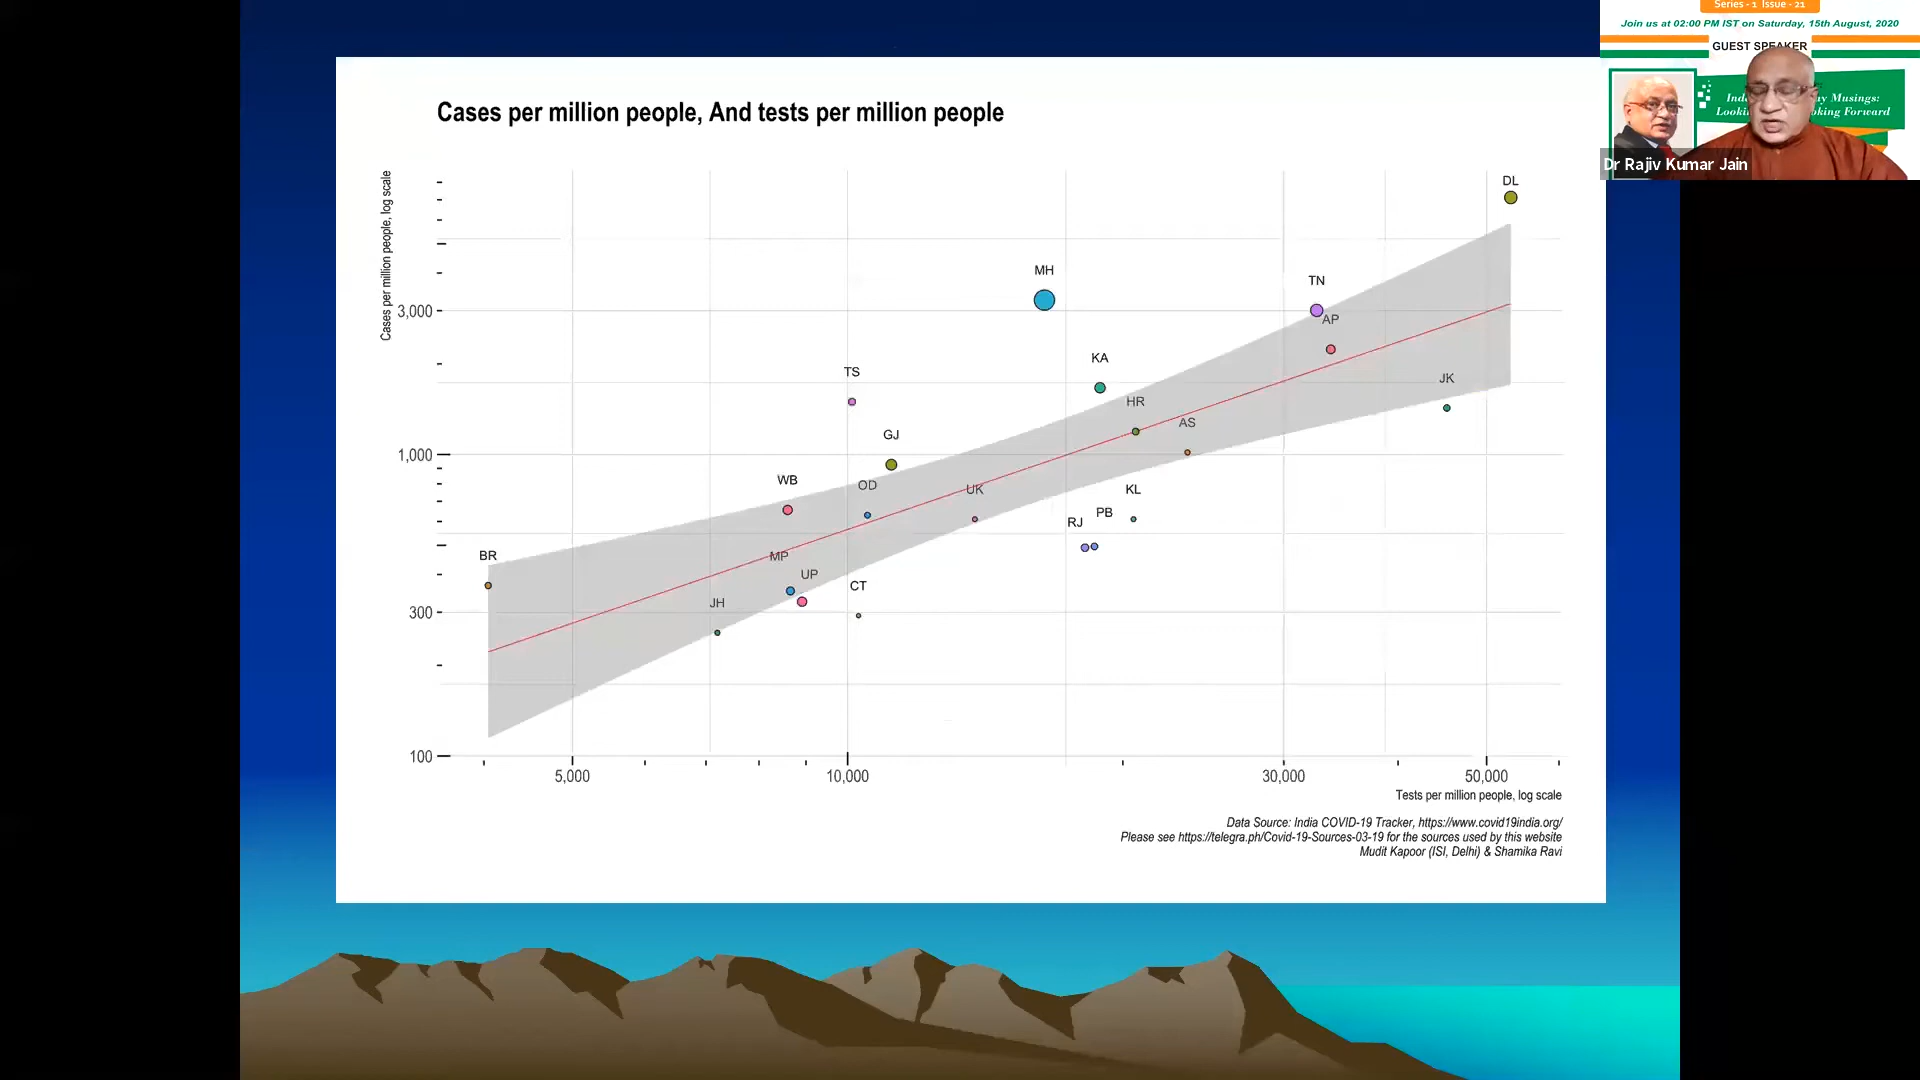 Cases per million people, And tests per million people
Cases per million people, log scale
3,000
1,000
300
100
DL
MH
TN
AP
KA
TS
JK
HR
AS
GJ
WB
OD
UK
KL
PB
RJ
BR
MP
UP
CT
JH
5,000
10,000
30,000
50,000
Tests per million people, log scale
Data Source: India COVID-19 Tracker, https://www.covid19india.org/
Please see https://telegra.ph/Covid-19-Sources-03-19 for the sources used by this website
Mudit Kapoor (ISI, Delhi) & Shamika Ravi
Series - 1 Issue - 21
Join us at 02:00 PM IST on Saturday, 15th August, 2020
GUEST SPEAKER
Musings:
Forward
Dr Rajiv Kumar Jain